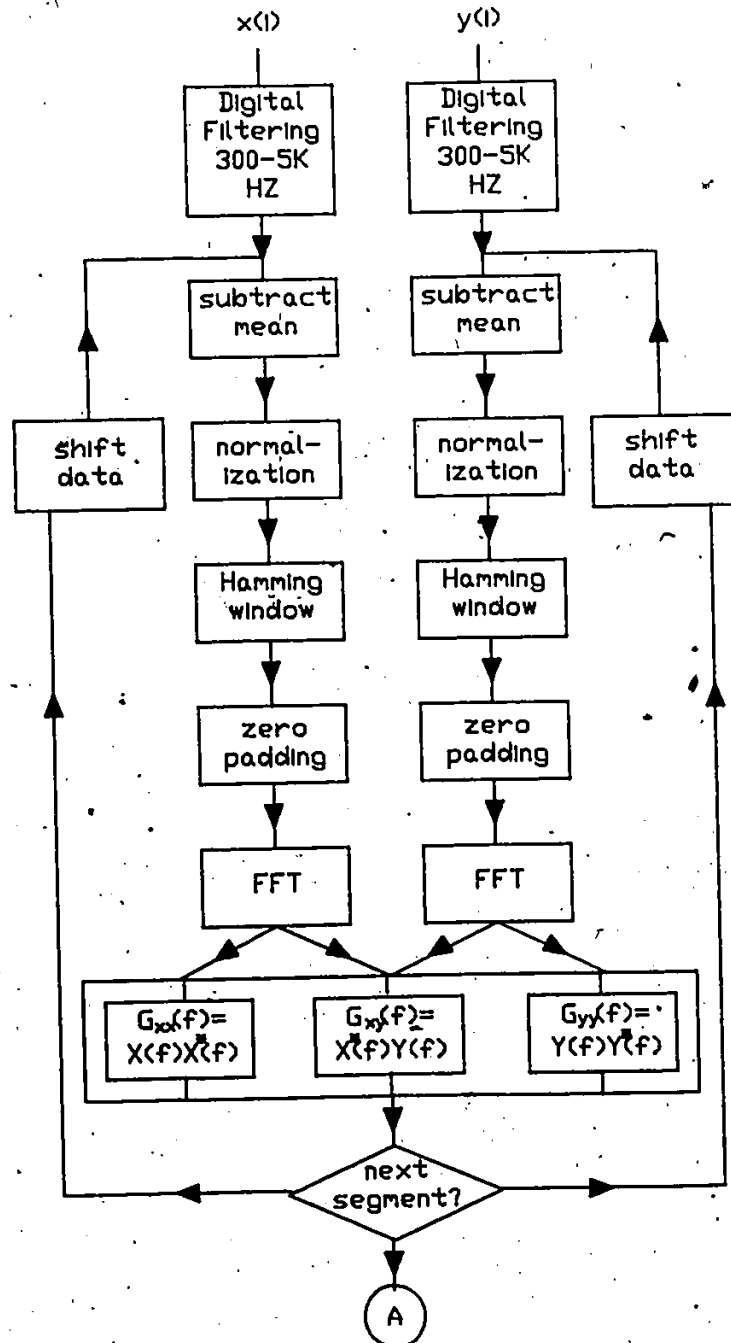 x(i)
y(i)
Digital
Filtering
300-5K
HZ
Digital
Filtering
300-5K
HZ
subtract
mean
subtract
mean
shift
data
normal-
ization
normal-
ization
shift
data
Hamming
window
Hamming
window
zero
padding
zero
padding
FFT
FFT
Gxx(f)=
X(f)X*(f)
Gxy(f)=
X*(f)Y(f)
Gyy(f)=
Y(f)Y*(f)
next
segment?
A